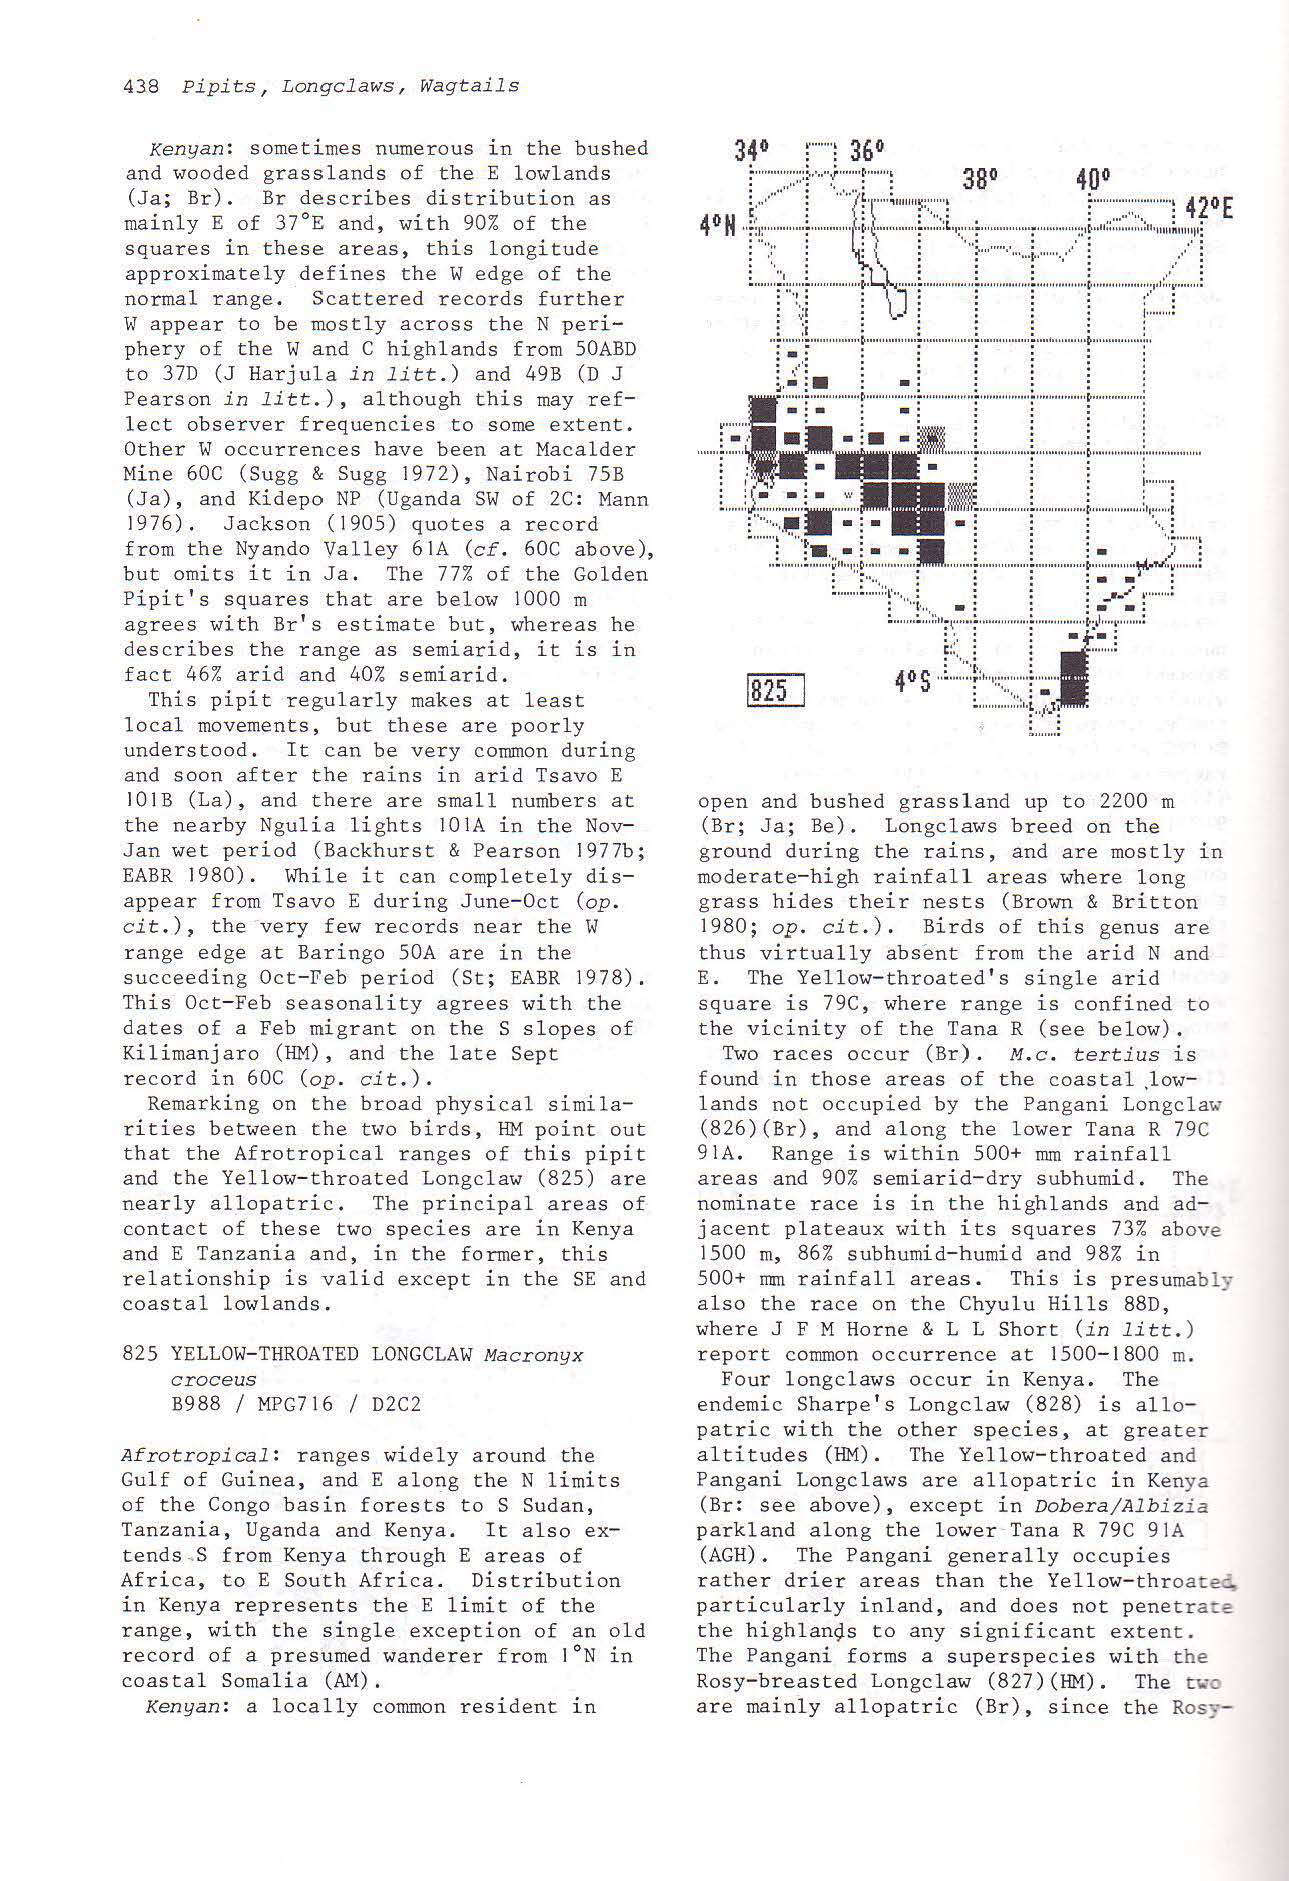 438 Pipits, Longclaws, Wagtails
Kenyan: sometimes numerous in the bushed
and wooded grasslands of the E lowlands
(Ja; Br). Br describes distribution as
mainly E of 37°E and, with 90% of the
squares in these areas, this longitude
approximately defines the W edge of the
normal range. Scattered records further
W appear to be mostly across the N peri-
phery of the W and C highlands from 50ABD
to 37D (J Harjula in litt.) and 49B (D J
Pearson in litt.), although this may ref-
lect observer frequencies to some extent.
Other W occurrences have been at Macalder
Mine 60C (Sugg & Sugg 1972), Nairobi 75B
(Ja), and Kidepo NP (Uganda SW of 2C: Mann
1976). Jackson (1905) quotes a record
from the Nyando Valley 61A (cf. 60C above),
but omits it in Ja. The 77% of the Golden
Pipit's squares that are below 1000 m
agrees with Br's estimate but, whereas he
describes the range as semiarid, it is in
fact 46% arid and 40% semiarid.
This pipit regularly makes at least
local movements, but these are poorly
understood. It can be very common during
and soon after the rains in arid Tsavo E
101B (La), and there are small numbers at
the nearby Ngulia lights 101A in the Nov-
Jan wet period (Backhurst & Pearson 1977b;
EABR 1980). While it can completely dis-
appear from Tsavo E during June-Oct (op.
cit.), the very few records near the W
range edge at Baringo 50A are in the
succeeding Oct-Feb period (St; EABR 1978).
This Oct-Feb seasonality agrees with the
dates of a Feb migrant on the S slopes of
Kilimanjaro (HM), and the late Sept
record in 60C (op. cit.).
Remarking on the broad physical simila-
rities between the two birds, HM point out
that the Afrotropical ranges of this pipit
and the Yellow-throated Longclaw (825) are
nearly allopatric. The principal areas of
contact of these two species are in Kenya
and E Tanzania and, in the former, this
relationship is valid except in the SE and
coastal lowlands.
825 YELLOW-THROATED LONGCLAW Macronyx
croceus
B988 / MPG716 / D2C2
Afrotropical: ranges widely around the
Gulf of Guinea, and E along the N limits
of the Congo basin forests to S Sudan,
Tanzania, Uganda and Kenya. It also ex-
tends S from Kenya through E areas of
Africa, to E South Africa. Distribution
in Kenya represents the E limit of the
range, with the single exception of an old
record of a presumed wanderer from 1°N in
coastal Somalia (AM).
Kenyan: a locally common resident in
34° 36°
38° 40°
42°E
4°N
W
4°S
825
open and bushed grassland up to 2200 m
(Br; Ja; Be). Longclaws breed on the
ground during the rains, and are mostly in
moderate-high rainfall areas where long
grass hides their nests (Brown & Britton
1980; op. cit.). Birds of this genus are
thus virtually absent from the arid N and
E. The Yellow-throated's single arid
square is 79C, where range is confined to
the vicinity of the Tana R (see below).
Two races occur (Br). M.c. tertius is
found in those areas of the coastal low-
lands not occupied by the Pangani Longclaw
(826)(Br), and along the lower Tana R 79C
91A. Range is within 500+ mm rainfall
areas and 90% semiarid-dry subhumid. The
nominate race is in the highlands and ad-
jacent plateaux with its squares 73% above
1500 m, 86% subhumid-humid and 98% in
500+ mm rainfall areas. This is presumably
also the race on the Chyulu Hills 88D,
where J F M Horne & L L Short (in litt.)
report common occurrence at 1500-1800 m.
Four longclaws occur in Kenya. The
endemic Sharpe's Longclaw (828) is allo-
patric with the other species, at greater
altitudes (HM). The Yellow-throated and
Pangani Longclaws are allopatric in Kenya
(Br: see above), except in Dobera/Albizia
parkland along the lower Tana R 79C 91A
(AGH). The Pangani generally occupies
rather drier areas than the Yellow-throated,
particularly inland, and does not penetrate
the highlands to any significant extent.
The Pangani forms a superspecies with the
Rosy-breasted Longclaw (827)(HM). The two
are mainly allopatric (Br), since the Rosy-